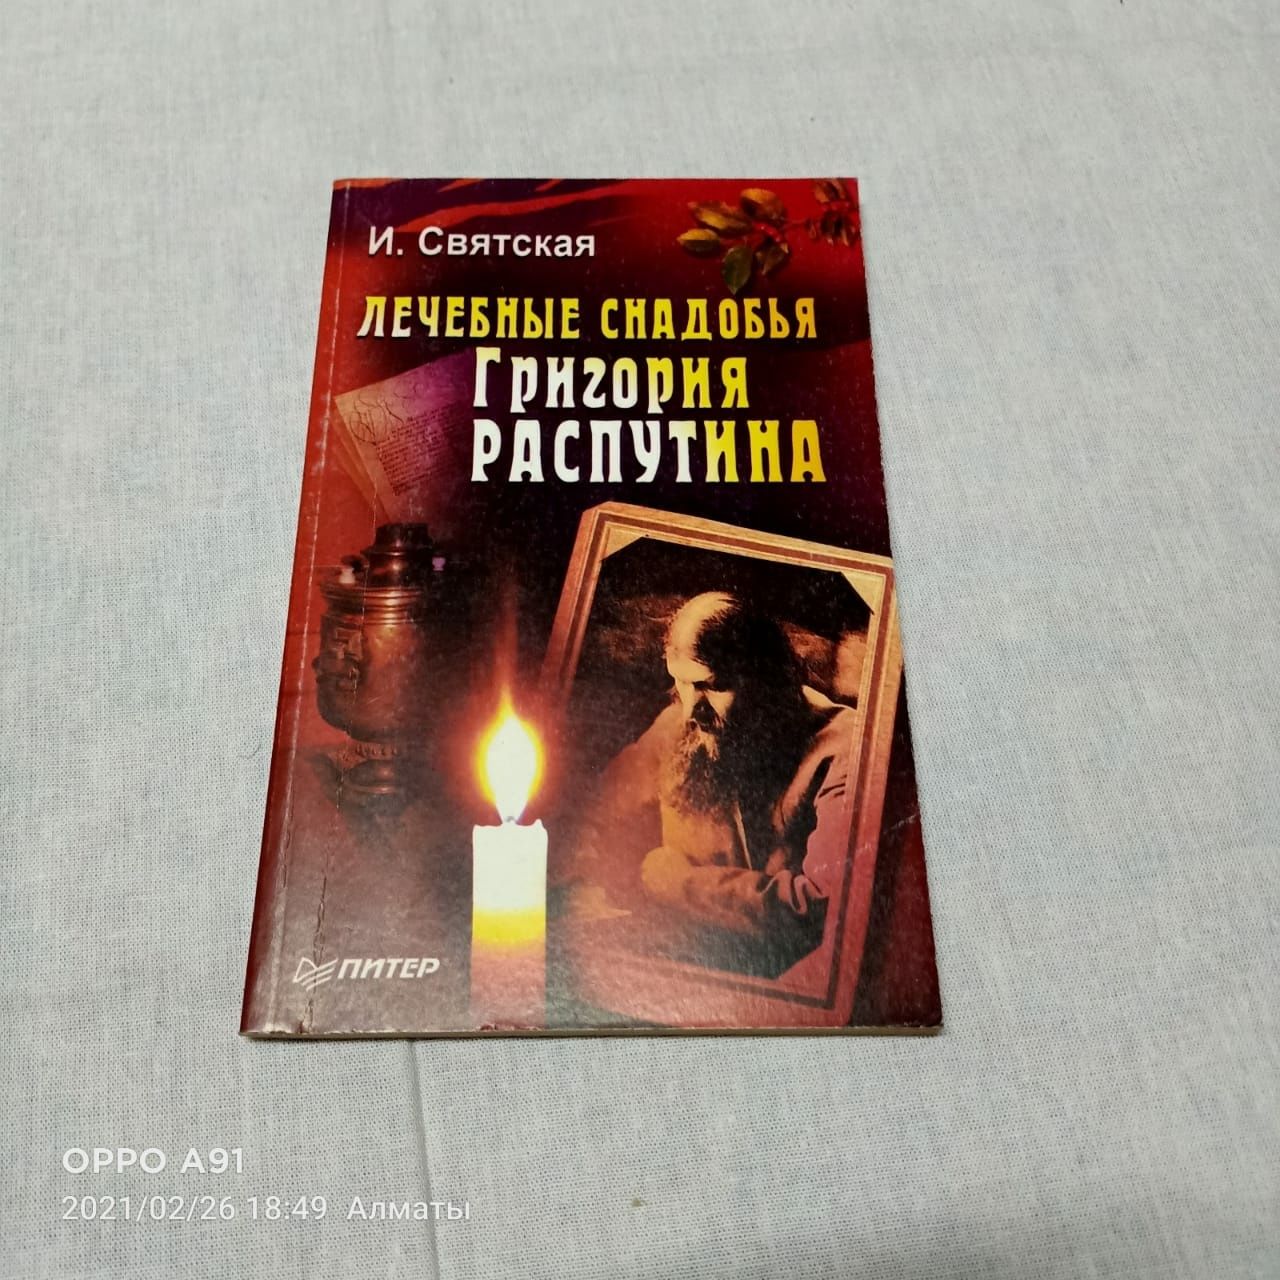 И. Святская
ЛЕЧЕБНЫЕ СНАДОБЬЯ
ГРИГОРИЯ
РАСПУТИНА
ПИТЕР
OPPO A91
2021/02/26 18:49 Алматы